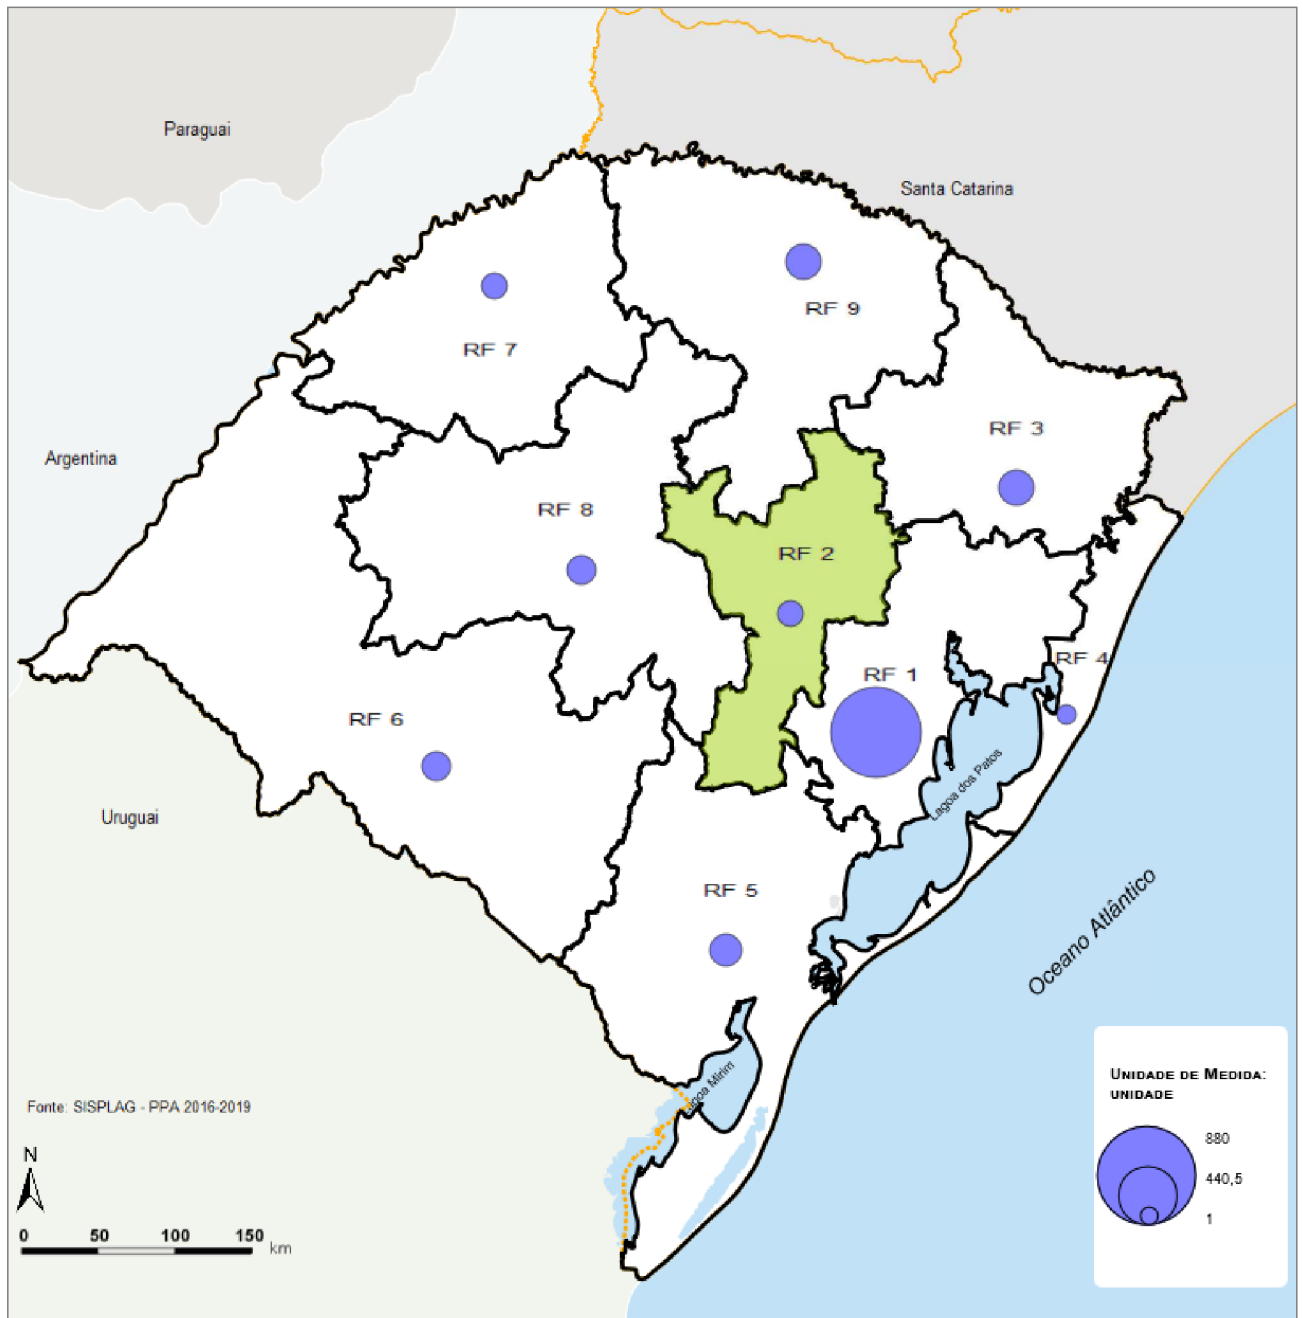 Paraguai
Santa Catarina
RF 9
RF 7
RF 3
Argentina
RF 8
RF 2
RF 4
RF 1
RF 6
Lagoa dos Patos
Uruguai
RF 5
Oceano Atlântico
Lagoa Mirim
UNIDADE DE MEDIDA:
UNIDADE
880
440,5
1
Fonte: SISPLAG - PPA 2016-2019
N
0 50 100 150
km